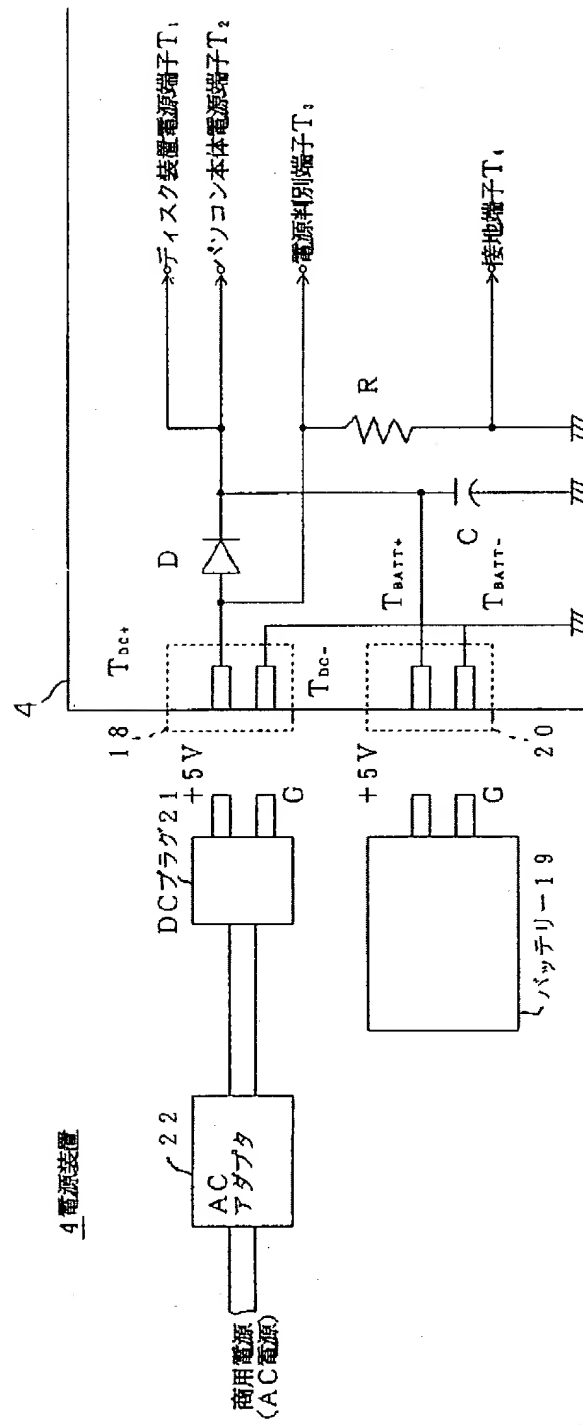 4 電源装置
商用電源
(AC電源)
22
AC
アダプタ
DCプラグ21
+5V
G
バッテリー19
+5V
G
4
18
20
TDC+
TDC-
TBATT+
TBATT-
D
C
R
ディスク装置電源端子T1
パソコン本体電源端子T2
電源判別端子T3
接地端子T4